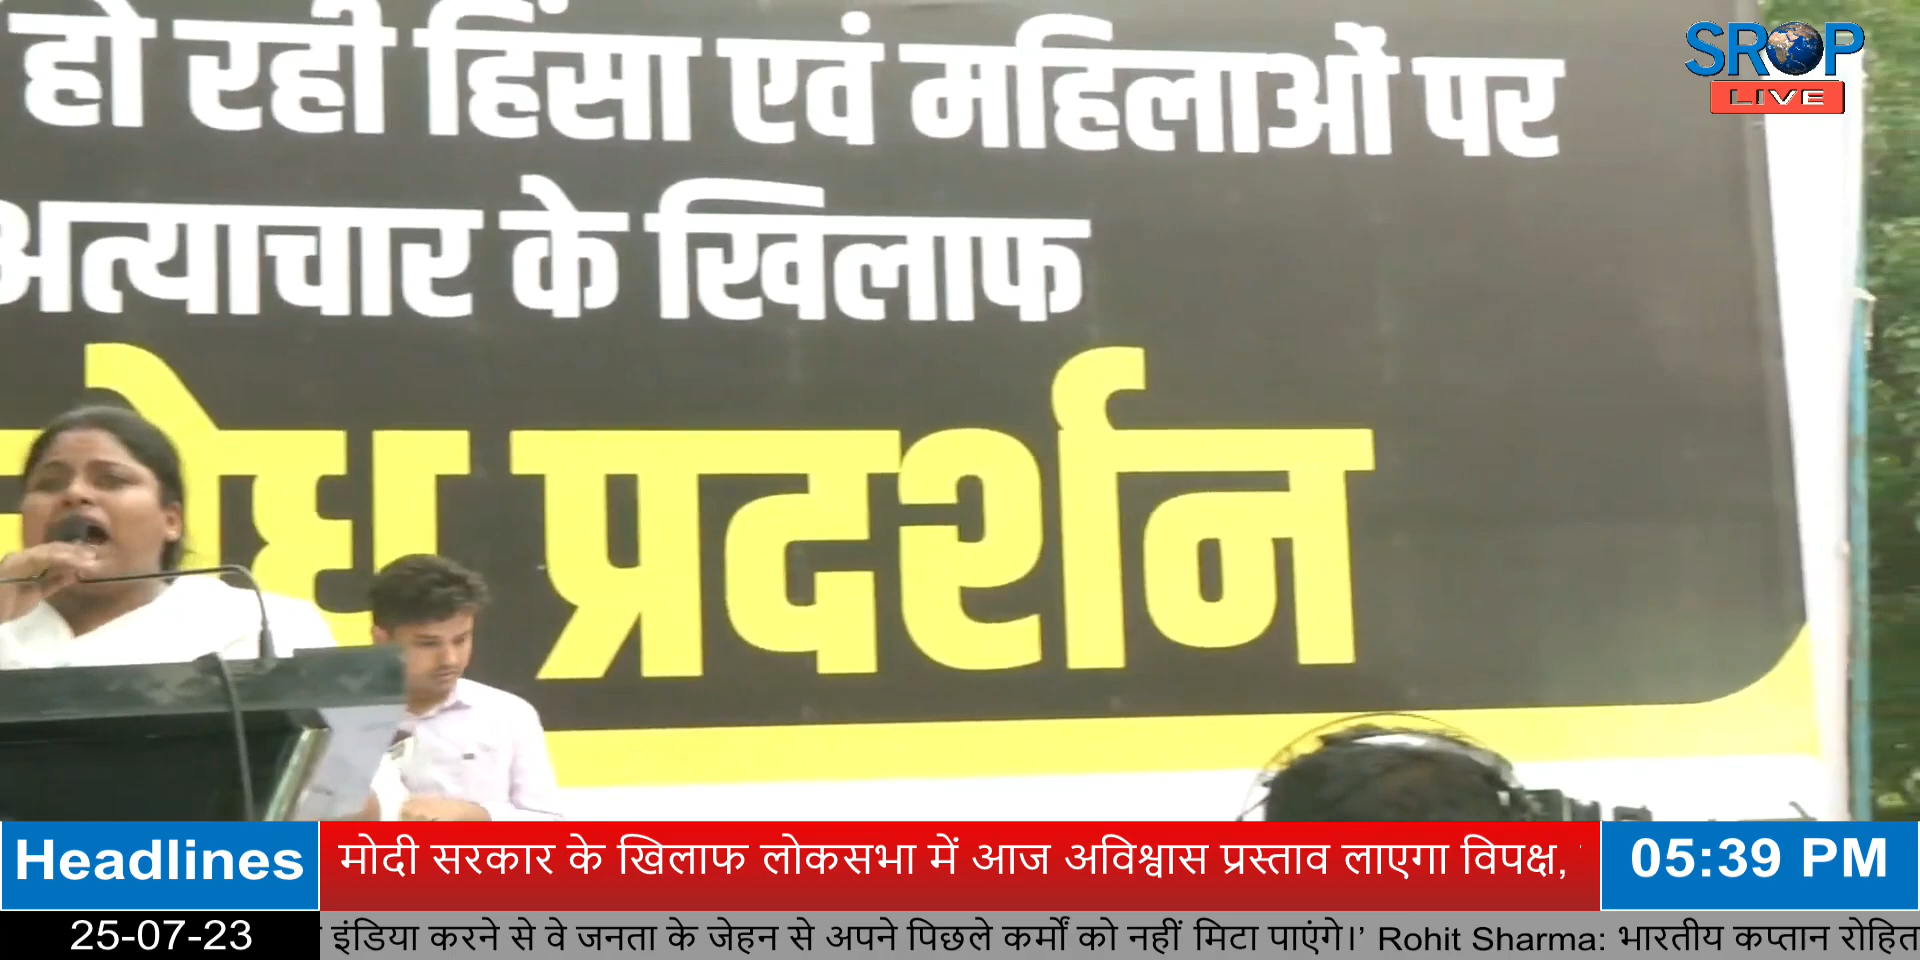 हो रही हिंसा एवं महिलाओं पर
SROP
LIVE
अत्याचार के खिलाफ
प्रदर्शन
Headlines
मोदी सरकार के खिलाफ लोकसभा में आज अविश्वास प्रस्ताव लाएगा विपक्ष,
05:39 PM
25-07-23
इंडिया करने से वे जनता के जेहन से अपने पिछले कर्मों को नहीं मिटा पाएंगे।’ Rohit Sharma: भारतीय कप्तान रोहित